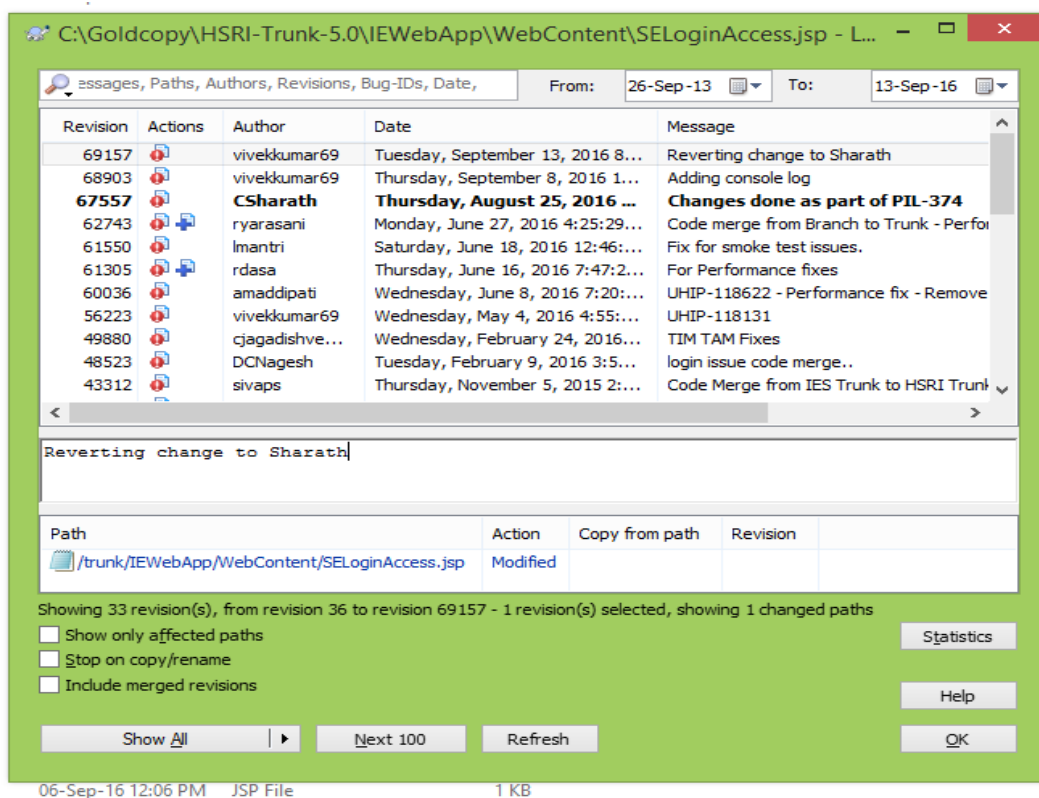 C:\Goldcopy\HSRI-Trunk-5.0\IEWebApp\WebContent\SELoginAccess.jsp - L...
essages, Paths, Authors, Revisions, Bug-IDs, Date, From: 26-Sep-13 To: 13-Sep-16
Revision Actions Author Date Message
69157 vivekkumar69 Tuesday, September 13, 2016 8... Reverting change to Sharath
68903 vivekkumar69 Thursday, September 8, 2016 1... Adding console log
67557 CSharath Thursday, August 25, 2016 ... Changes done as part of PIL-374
62743 ryarasani Monday, June 27, 2016 4:25:29... Code merge from Branch to Trunk - Perfor
61550 lmantri Saturday, June 18, 2016 12:46:... Fix for smoke test issues.
61305 rdasa Thursday, June 16, 2016 7:47:2... For Performance fixes
60036 amaddipati Wednesday, June 8, 2016 7:20:... UHIP-118622 - Performance fix - Remove
56223 vivekkumar69 Wednesday, May 4, 2016 4:55:... UHIP-118131
49880 cjagadishve... Wednesday, February 24, 2016... TIM TAM Fixes
48523 DCNagesh Tuesday, February 9, 2016 3:5... login issue code merge..
43312 sivaps Thursday, November 5, 2015 2:... Code Merge from IES Trunk to HSRI Trunk
Reverting change to Sharath
Path Action Copy from path Revision
/trunk/IEWebApp/WebContent/SELoginAccess.jsp Modified
Showing 33 revision(s), from revision 36 to revision 69157 - 1 revision(s) selected, showing 1 changed paths
Show only affected paths
Statistics
Stop on copy/rename
Include merged revisions
Help
Show All Next 100 Refresh OK
06-Sep-16 12:06 PM JSP File 1 KB